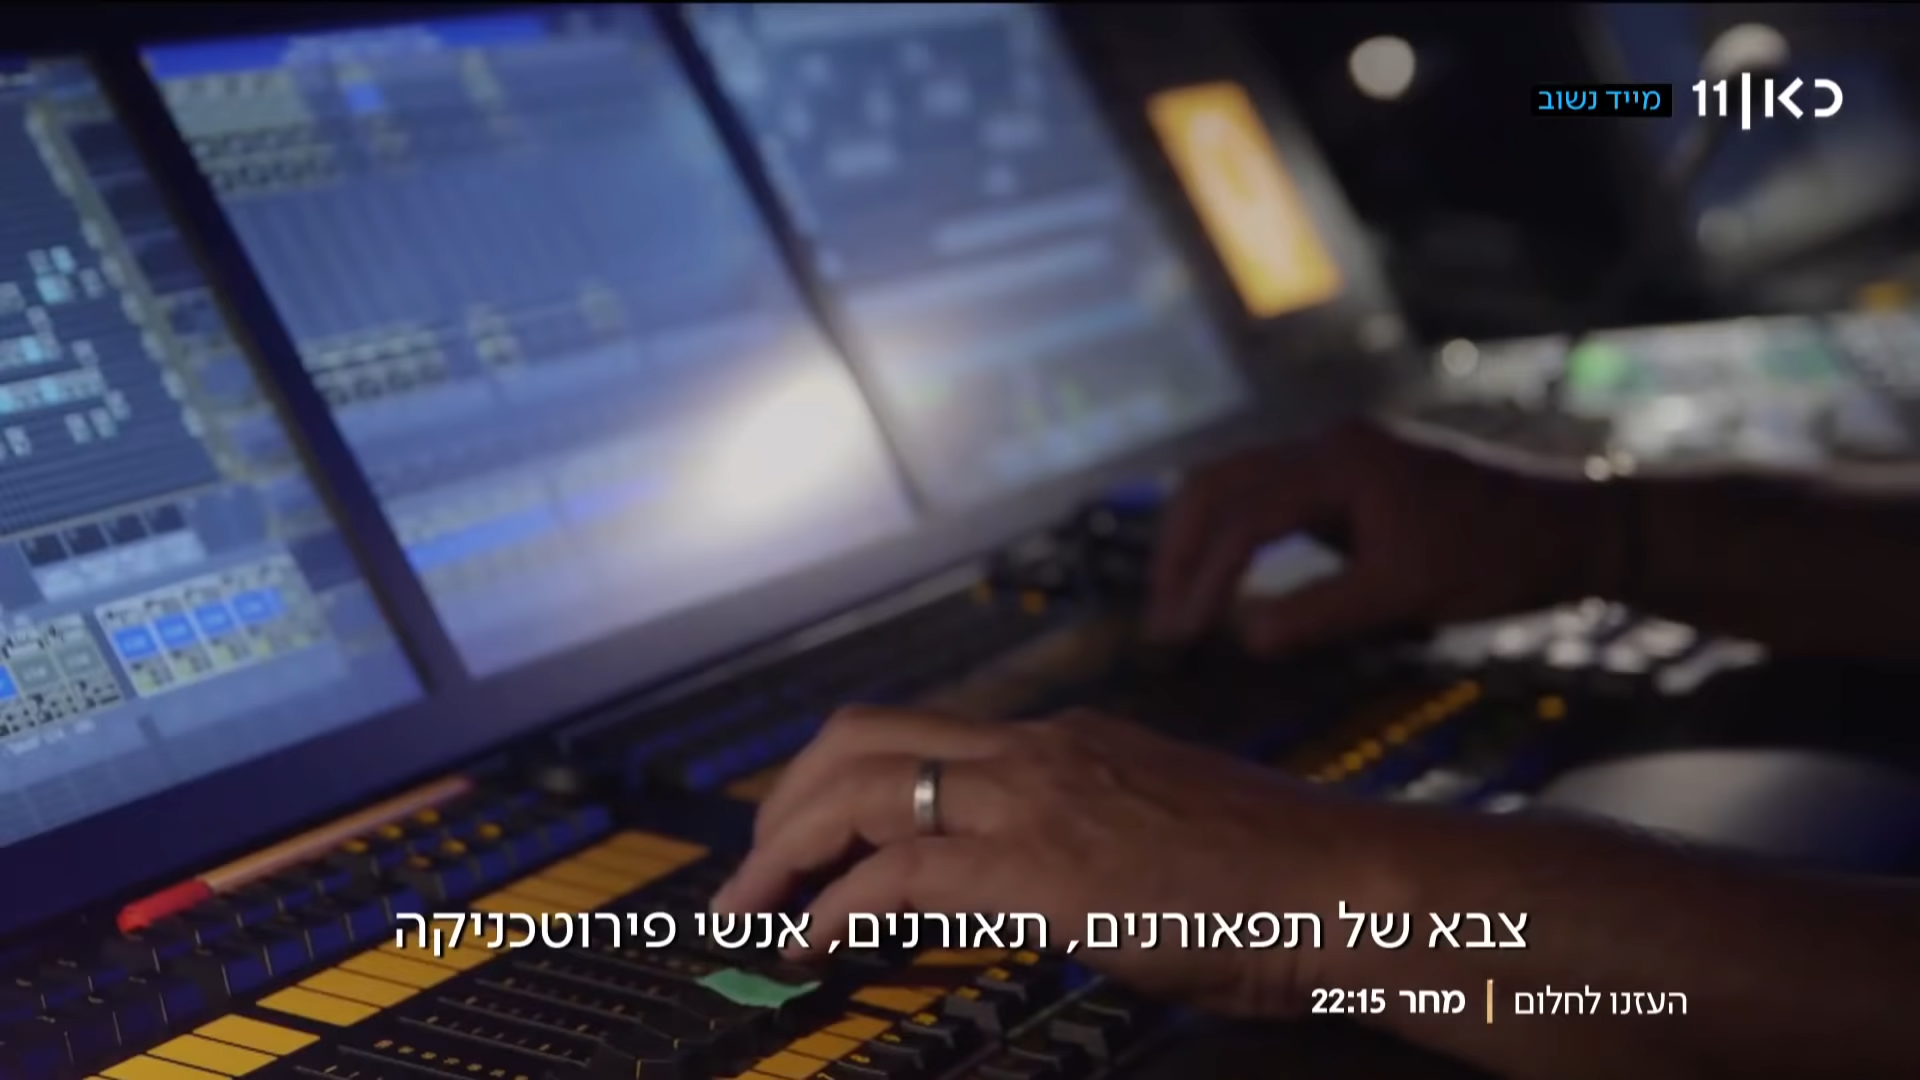 כאן 11
מייד נשוב
צבא של תפאורנים, תאורנים, אנשי פירוטכניקה
העזנו לחלום | מחר 22:15